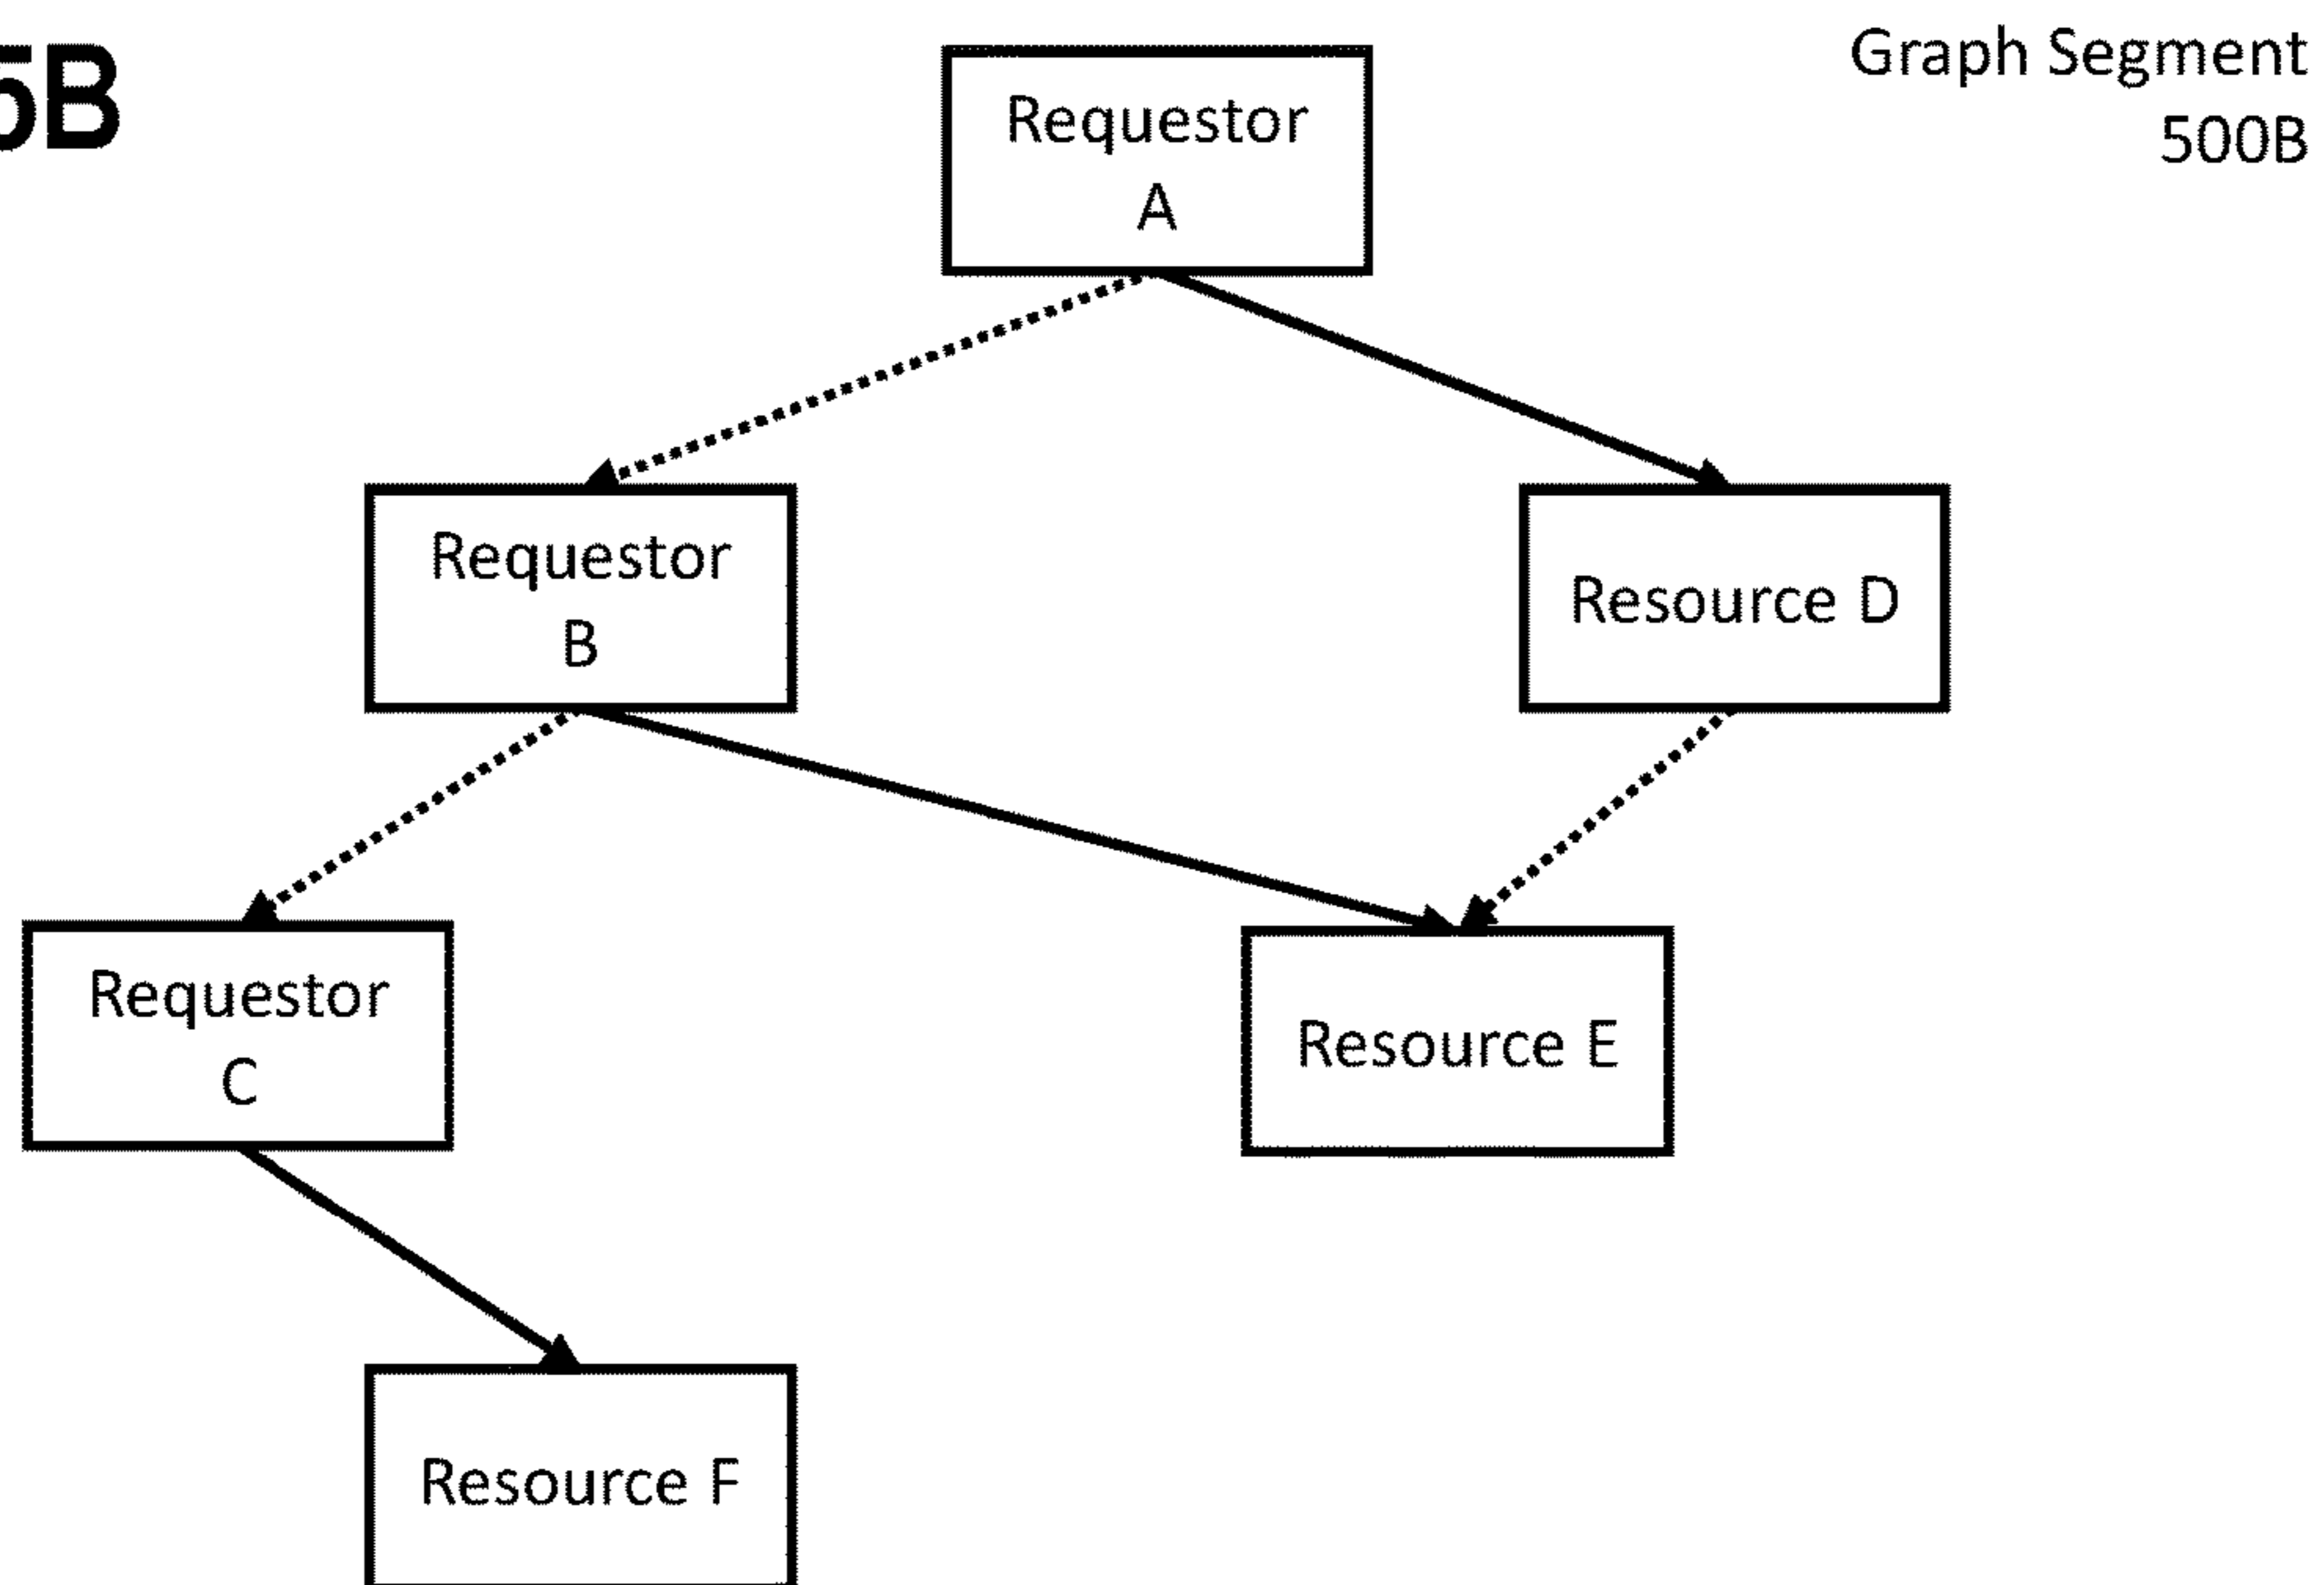 5B
Graph Segment
500B
Requestor
A
Requestor
B
Resource D
Requestor
C
Resource E
Resource F